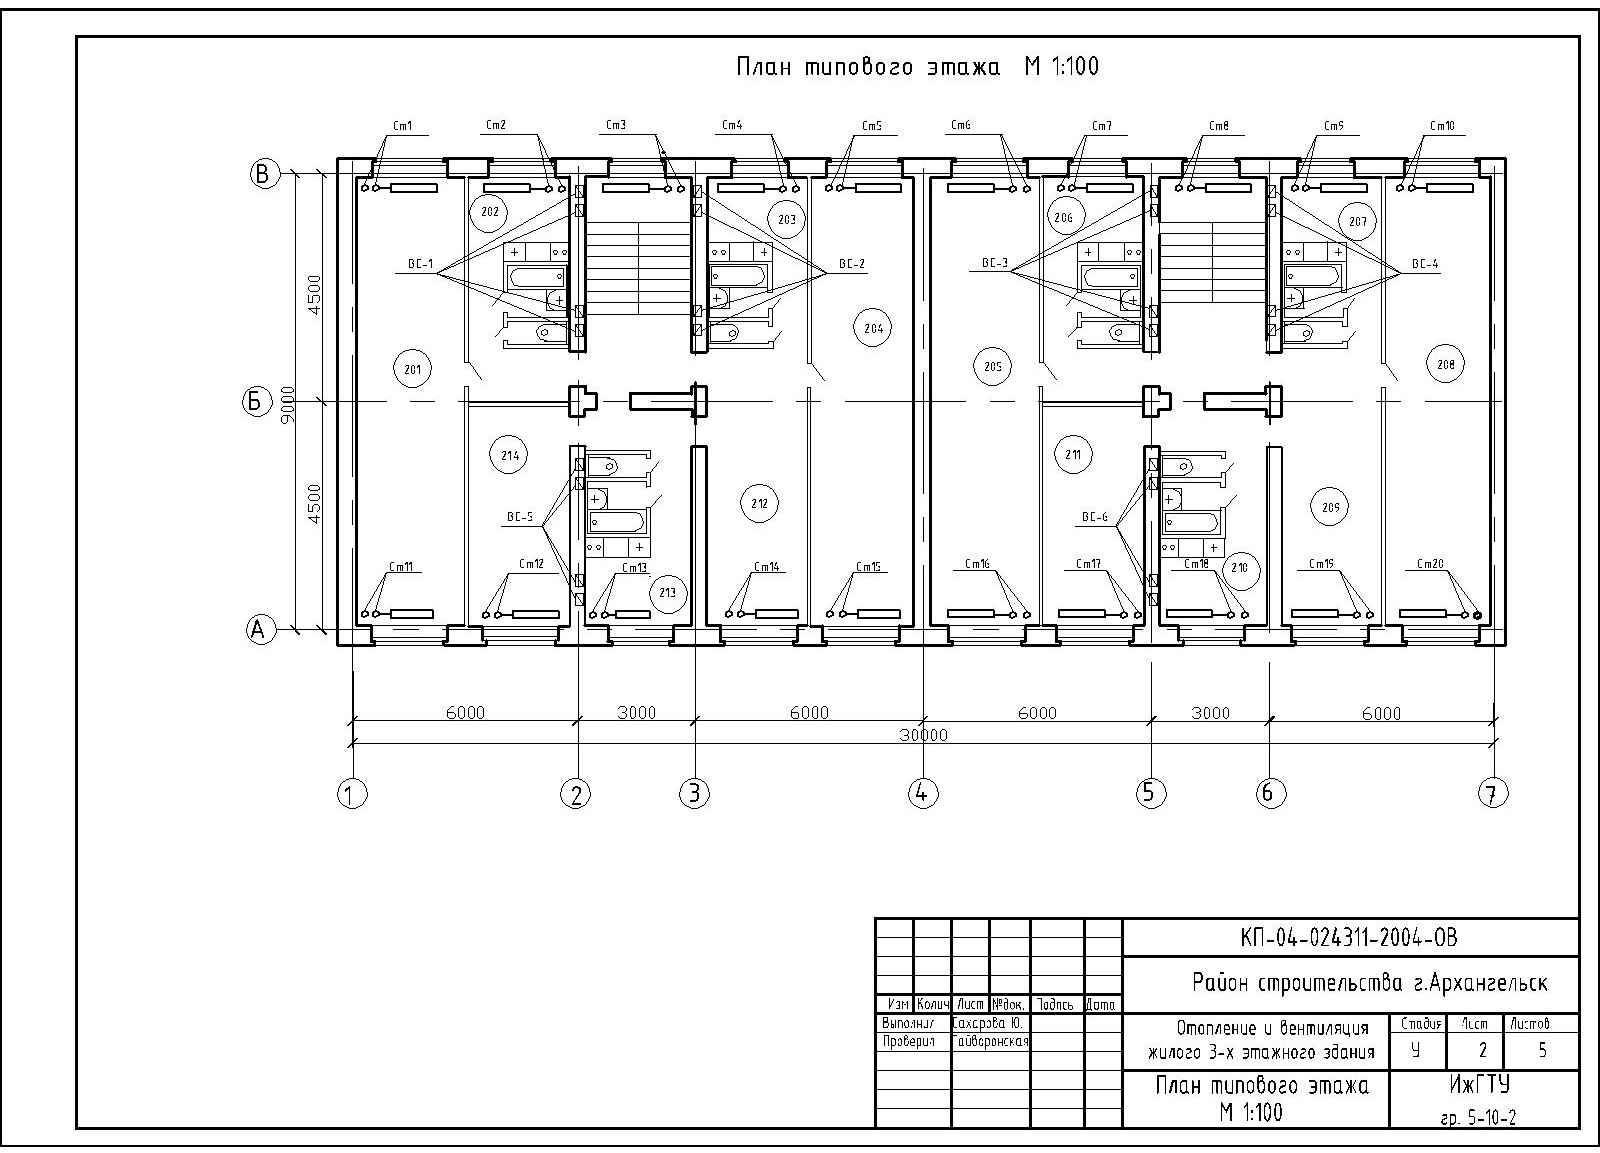 План типового этажа М 1:100
Ст1 Ст2 Ст3 Ст4 Ст5 Ст6 Ст7 Ст8 Ст9 Ст10
В
202 203 206 207
ВС-1 ВС-2 ВС-3 ВС-4
4500
204
201 205 208
Б
9000
214 211
4500
212 209
ВС-5 ВС-6
Ст11 Ст12 Ст13 Ст14 Ст15 Ст16 Ст17 Ст18 Ст19 Ст20
213 210
А
6000 3000 6000 6000 3000 6000
30000
1 2 3 4 5 6 7
КП-04-024311-2004-ОВ
Район строительства г.Архангельск
Изм Колич Лист №док. Подпсь Дата
Выполнил Сахарова Ю.
Проверил Гайворонская
Отопление и вентиляция
жилого 3-х этажного здания
Стадия Лист Листов
У 2 5
План типового этажа
М 1:100
ИжГТУ
гр. 5-10-2